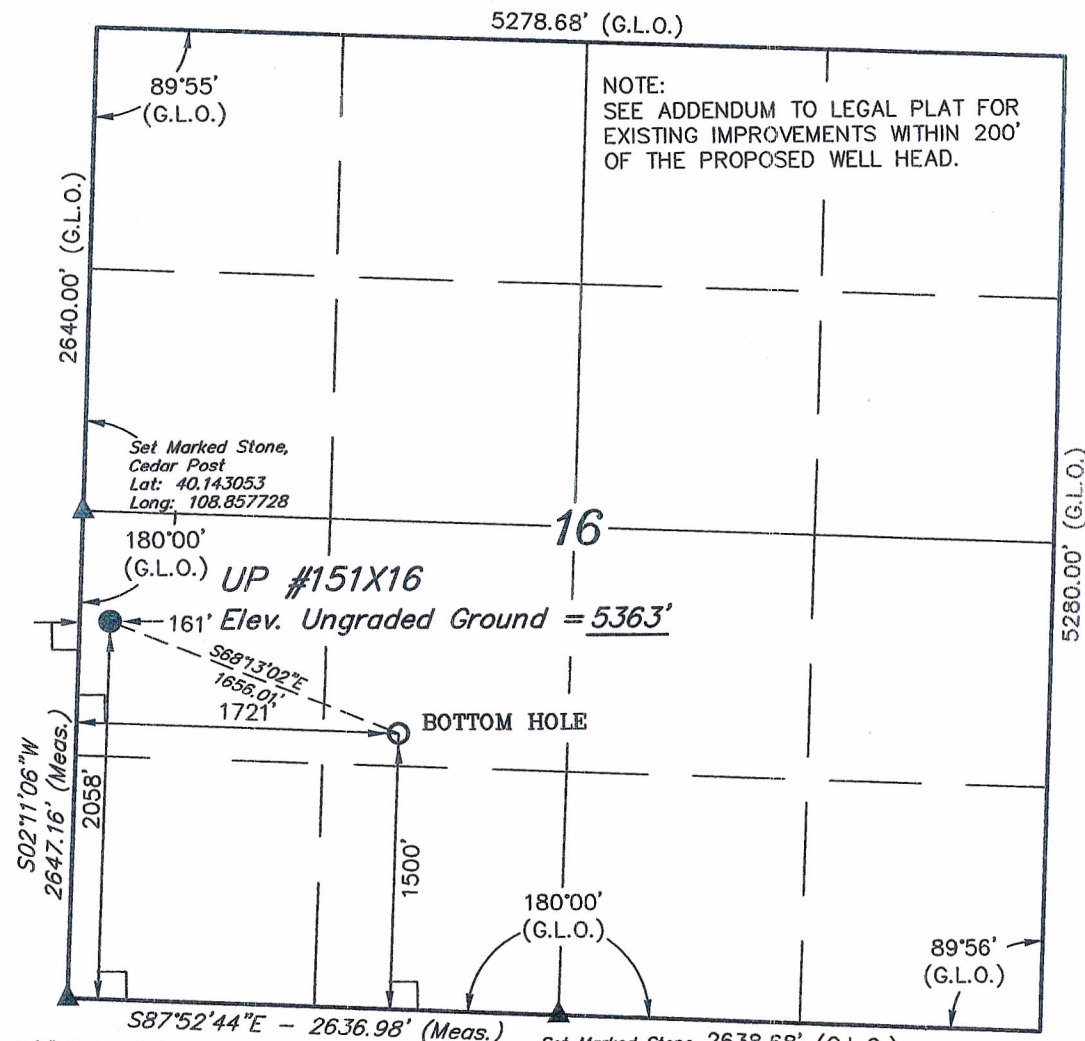 5278.68' (G.L.O.)
89°55'
(G.L.O.)
NOTE:
SEE ADDENDUM TO LEGAL PLAT FOR
EXISTING IMPROVEMENTS WITHIN 200'
OF THE PROPOSED WELL HEAD.
2640.00' (G.L.O.)
Set Marked Stone,
Cedar Post
Lat: 40.143053
Long: 108.857728
16
5280.00' (G.L.O.)
180°00'
(G.L.O.)
UP #151X16
161' Elev. Ungraded Ground = 5363'
S68°13'02"E
1656.01'
1721'
BOTTOM HOLE
S02°11'06"W
2647.16' (Meas.)
2058'
1500'
180°00'
(G.L.O.)
89°56'
(G.L.O.)
S87°52'44"E - 2636.98' (Meas.)
Set Marked Stone 2638.68' (G.L.O.)